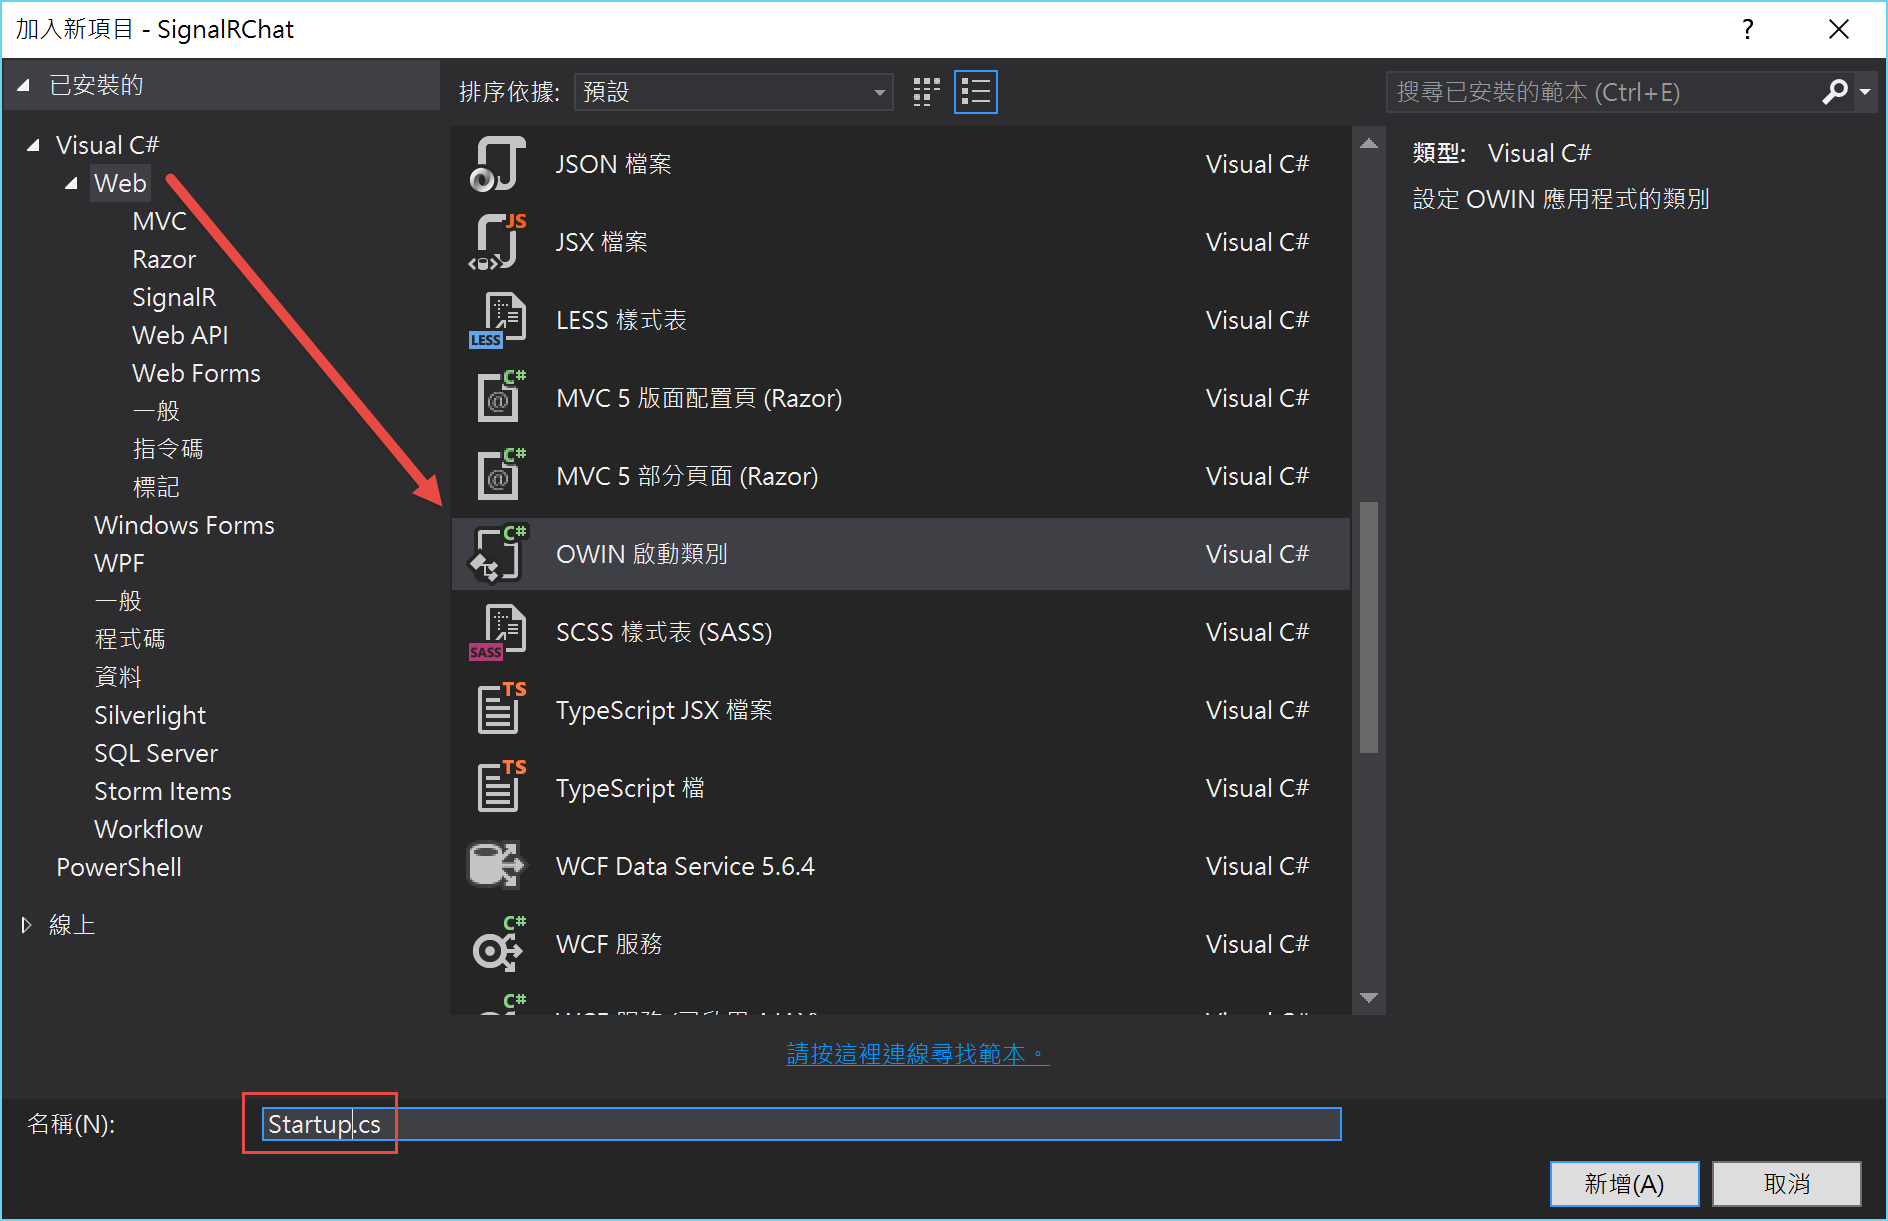 加入新項目 - SignalRChat
?
已安裝的
排序依據:
預設
搜尋已安裝的範本 (Ctrl+E)
Visual C#
Web
MVC
Razor
SignalR
Web API
Web Forms
一般
指令碼
標記
Windows Forms
WPF
一般
程式碼
資料
Silverlight
SQL Server
Storm Items
Workflow
PowerShell
線上
JSON 檔案 Visual C#
JS
JSX 檔案 Visual C#
LESS
LESS 樣式表 Visual C#
C#
@
MVC 5 版面配置頁 (Razor) Visual C#
C#
@
MVC 5 部分頁面 (Razor) Visual C#
C#
OWIN 啟動類別 Visual C#
SASS
SCSS 樣式表 (SASS) Visual C#
TS
TypeScript JSX 檔案 Visual C#
TS
TypeScript 檔 Visual C#
WCF Data Service 5.6.4 Visual C#
C#
WCF 服務 Visual C#
C#
WCF 服務 (已啟用 AJAX) Visual C#
類型: Visual C#
設定 OWIN 應用程式的類別
請按這裡連線尋找範本。
名稱(N):
Startup.cs
新增(A)
取消